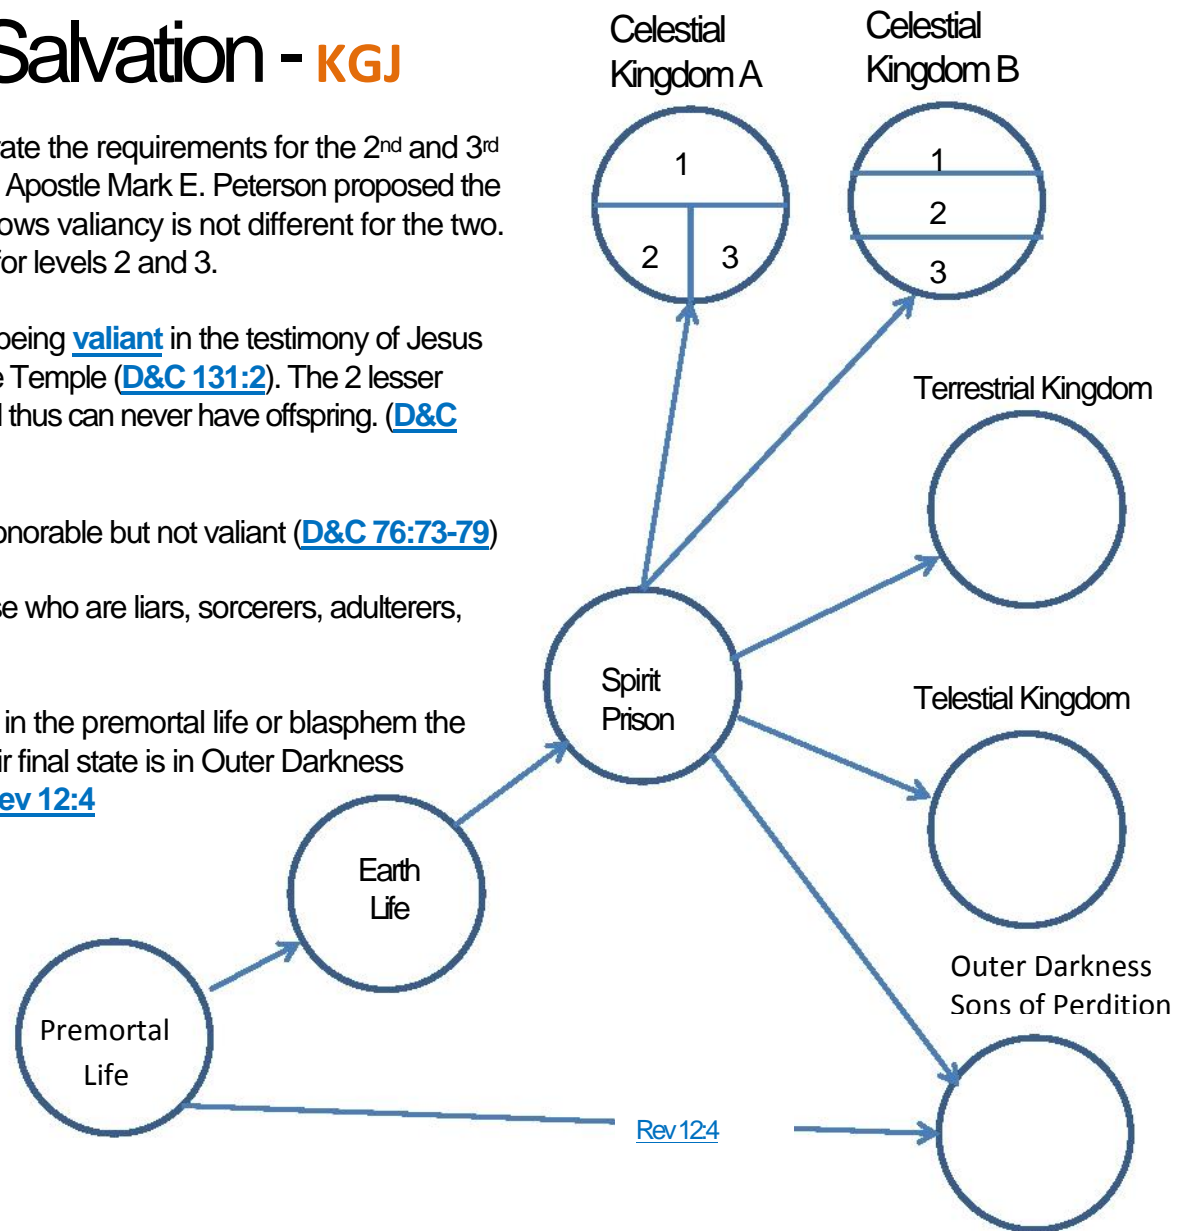 Salvation - KGJ
rate the requirements for the 2nd and 3rd
Apostle Mark E. Peterson proposed the
ows valiancy is not different for the two.
for levels 2 and 3.
being valiant in the testimony of Jesus
e Temple (D&C 131:2). The 2 lesser
d thus can never have offspring. (D&C
onorable but not valiant (D&C 76:73-79)
se who are liars, sorcerers, adulterers,
in the premortal life or blasphem the
ir final state is in Outer Darkness
ev 12:4
Celestial
Kingdom A
1
2 3
Celestial
Kingdom B
1
2
3
Terrestrial Kingdom
Spirit
Prison
Telestial Kingdom
Earth
Life
Outer Darkness
Sons of Perdition
Premortal
Life
Rev 12:4